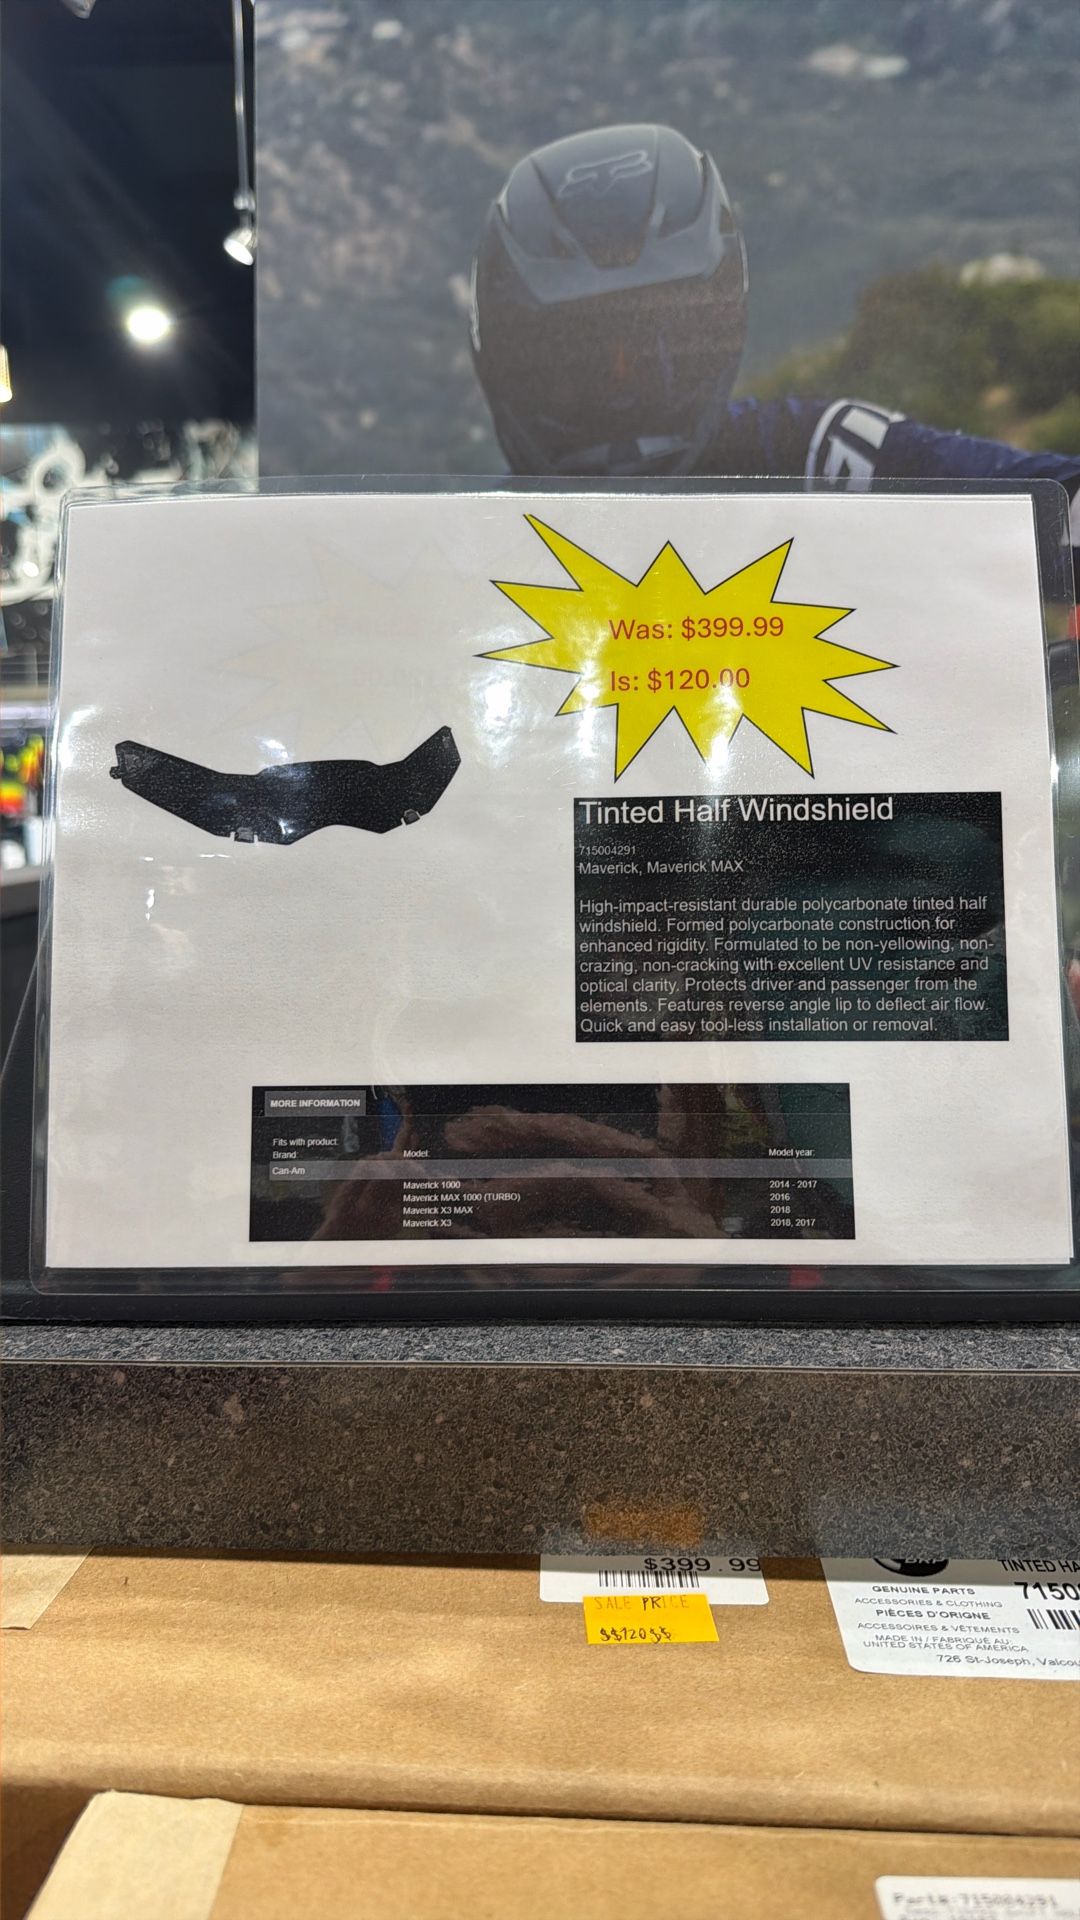 Was: $399.99
Is: $120.00
Tinted Half Windshield
715004291
Maverick, Maverick MAX
High-impact-resistant durable polycarbonate tinted half
windshield. Formed polycarbonate construction for
enhanced rigidity. Formulated to be non-yellowing, non-
crazing, non-cracking with excellent UV resistance and
optical clarity. Protects driver and passenger from the
elements. Features reverse angle lip to deflect air flow.
Quick and easy tool-less installation or removal.
MORE INFORMATION
Fits with product:
Brand: Model: Model year:
Can-Am
Maverick 1000 2014 - 2017
Maverick MAX 1000 (TURBO) 2016
Maverick X3 MAX 2018
Maverick X3 2018, 2017
$399.99
SALE PRICE
$$120$$
TINTED HA
GENUINE PARTS 7150
ACCESSORIES & CLOTHING
PIÈCES D'ORIGNE
ACCESSOIRES & VÊTEMENTS
MADE IN / FABRIQUÉ AU:
UNITED STATES OF AMERICA
726 St-Joseph, Valcou
Part#:715004291